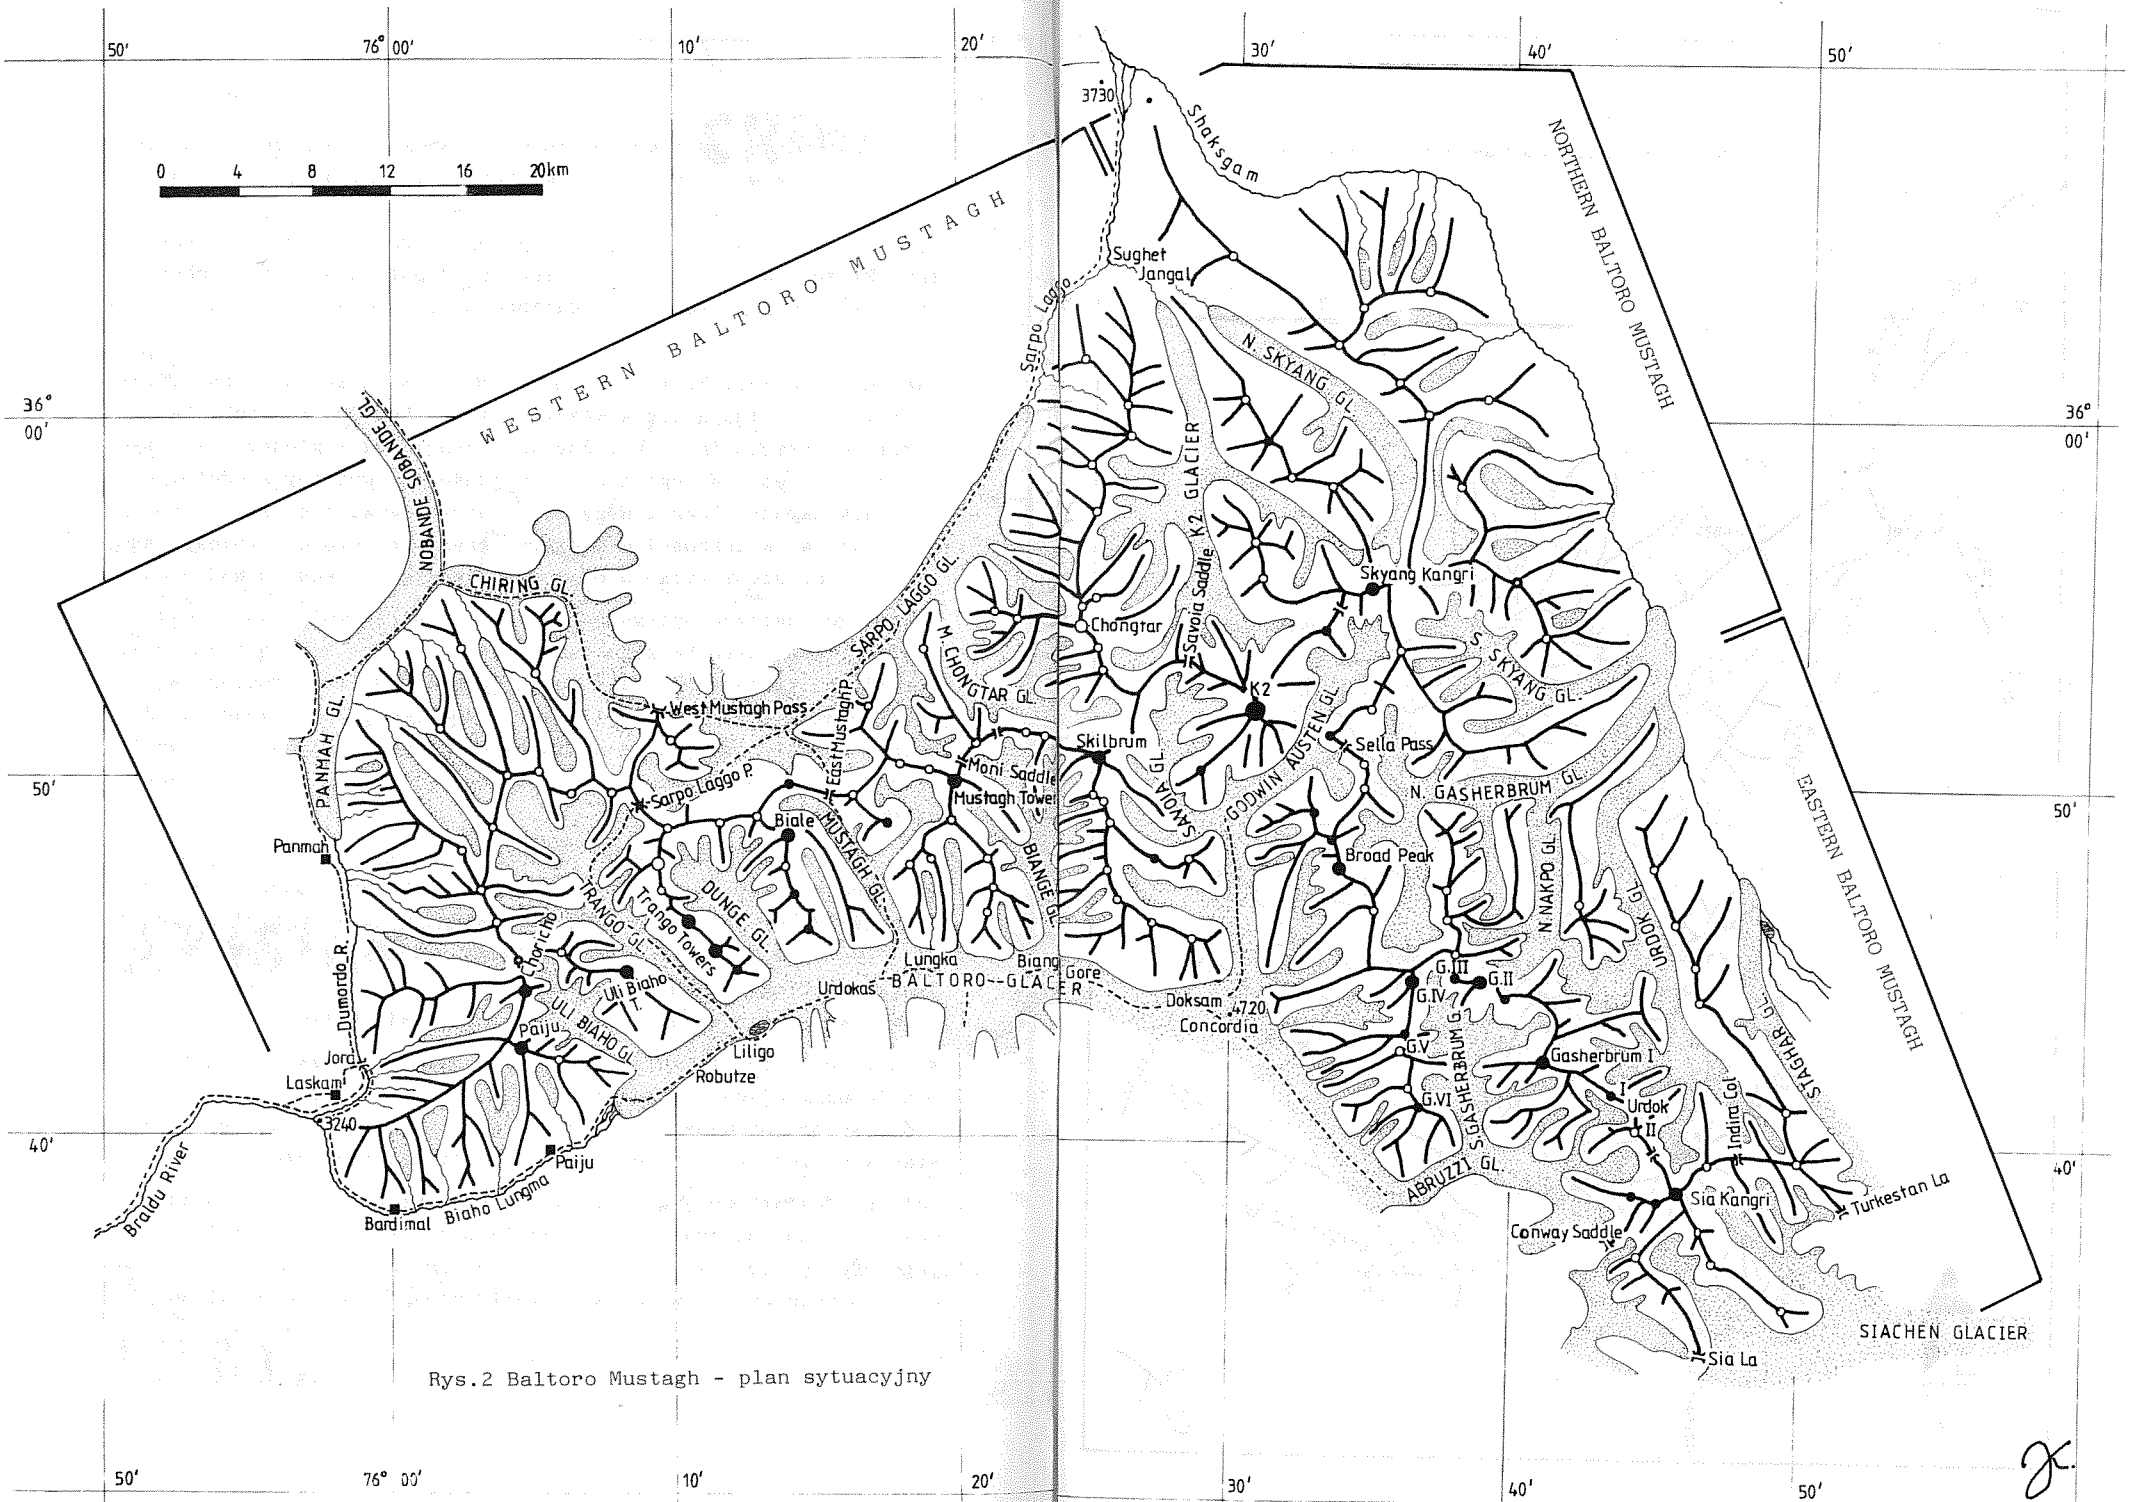 50'
76° 00'
10'
20'
30'
40'
50'
0 4 8 12 16 20km
3730
Shaksgam
NORTHERN BALTORO MUSTAGH
WESTERN BALTORO MUSTAGH
Sughet
Jangal
Sarpo Laggo
N. SKYANG GL.
36°
00'
36°
00'
NOBANDE SOBANDE GL.
K2 GLACIER
CHIRING GL.
SARPO LAGGO GL.
Savoia Saddle
Skyang Kangri
Chongtar
M. CHONGTAR GL.
S. SKYANG GL.
PANMAH GL.
West Mustagh Pass
East Mustagh P.
K2
Skilbrum
Sella Pass
Moni Saddle
Mustagh Tower
Sarpo Laggo P.
SAVOIA GL.
GODWIN AUSTEN GL.
N. GASHERBRUM GL.
50'
50'
EASTERN BALTORO MUSTAGH
Biale
MUSTAGH GL.
BIANGE GL.
Panmah
Broad Peak
TRANGO GL.
Trango Towers
DUNGE GL.
N. NAKPO GL.
URDOK GL.
Choricho
Dumordo R.
Uli Biaho
T.
ULI BIAHO GL.
Lungka
Biang Gore
BALTORO GLACER
Urdokas
Doksam
4720
Concordia
G.III
G.II
G.IV
G.V
G.VI
S. GASHERBRUM G.
STAGHAR GL.
Paiju
Liligo
Robutze
Jora
Laskam
3240
Gasherbrum I
I
Urdok
II
Indira Col
40'
40'
Braldu River
Paiju
Biaho Lungma
Bardimal
ABRUZZI GL.
Sia Kangri
Turkestan La
Conway Saddle
SIACHEN GLACIER
Sia La
Rys.2 Baltoro Mustagh - plan sytuacyjny
50'
76° 00'
10'
20'
30'
40'
50'